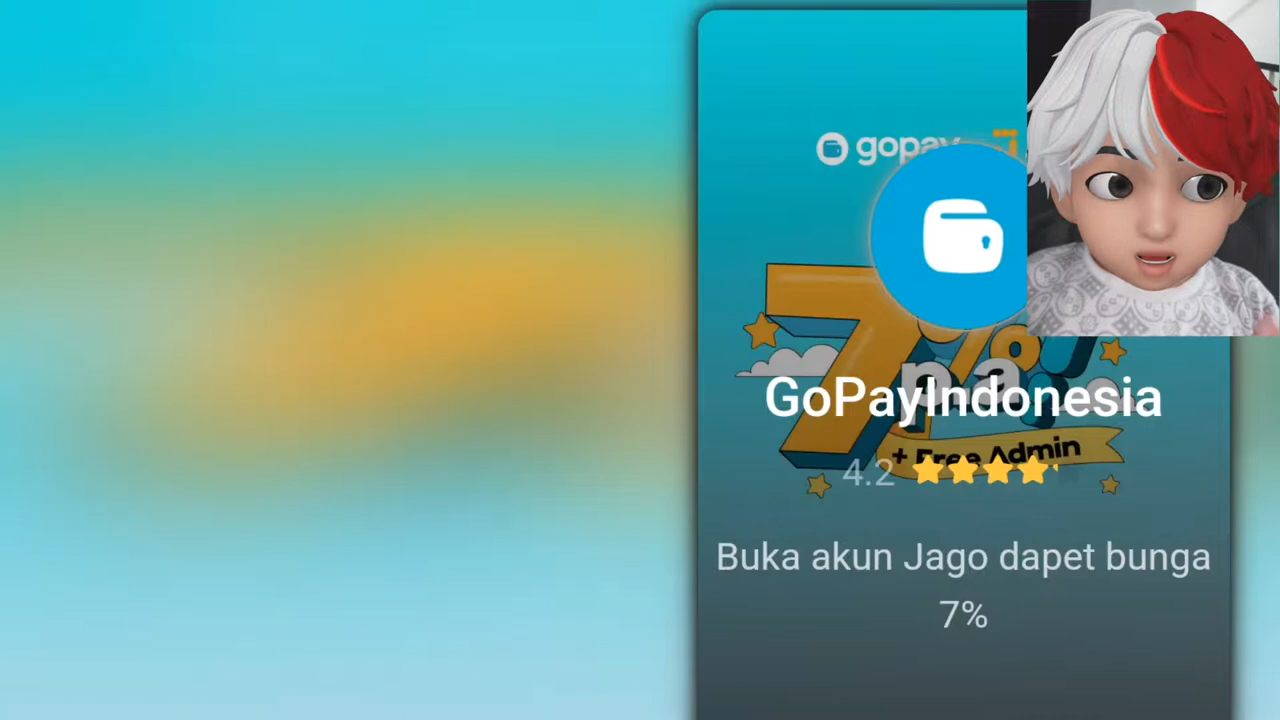 gopay
7% p.a
+ Free Admin
GoPayIndonesia
4.2
Buka akun Jago dapet bunga
7%